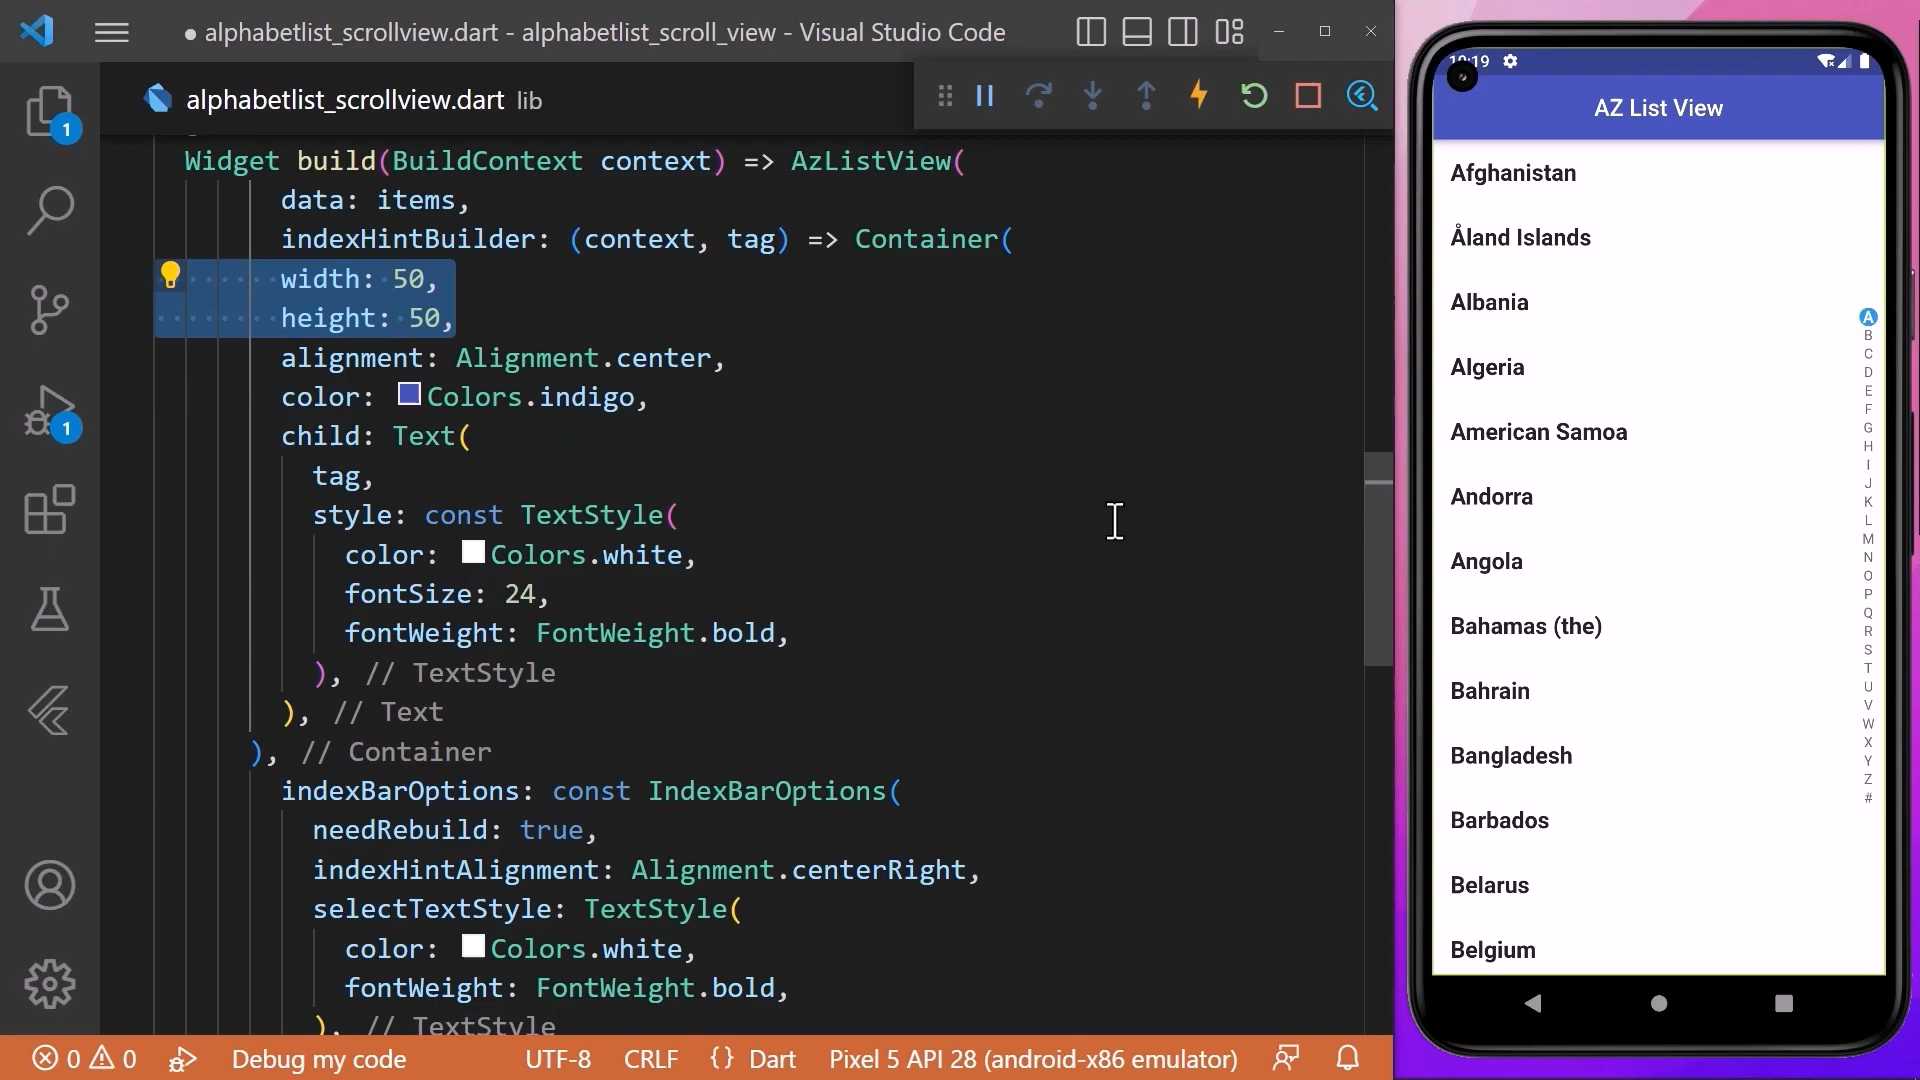 alphabetlist_scrollview.dart - alphabetlist_scroll_view - Visual Studio Code
alphabetlist_scrollview.dart lib
1
1
Widget build(BuildContext context) => AzListView(
data: items,
indexHintBuilder: (context, tag) => Container(
width: 50,
height: 50,
alignment: Alignment.center,
color: Colors.indigo,
child: Text(
tag,
style: const TextStyle(
color: Colors.white,
fontSize: 24,
fontWeight: FontWeight.bold,
), // TextStyle
), // Text
), // Container
indexBarOptions: const IndexBarOptions(
needRebuild: true,
indexHintAlignment: Alignment.centerRight,
selectTextStyle: TextStyle(
color: Colors.white,
fontWeight: FontWeight.bold,
), // TextStyle
0 0 Debug my code UTF-8 CRLF {} Dart Pixel 5 API 28 (android-x86 emulator)
10:19
AZ List View
Afghanistan
Åland Islands
Albania
Algeria
American Samoa
Andorra
Angola
Bahamas (the)
Bahrain
Bangladesh
Barbados
Belarus
Belgium
A
B
C
D
E
F
G
H
I
J
K
L
M
N
O
P
Q
R
S
T
U
V
W
X
Y
Z
#